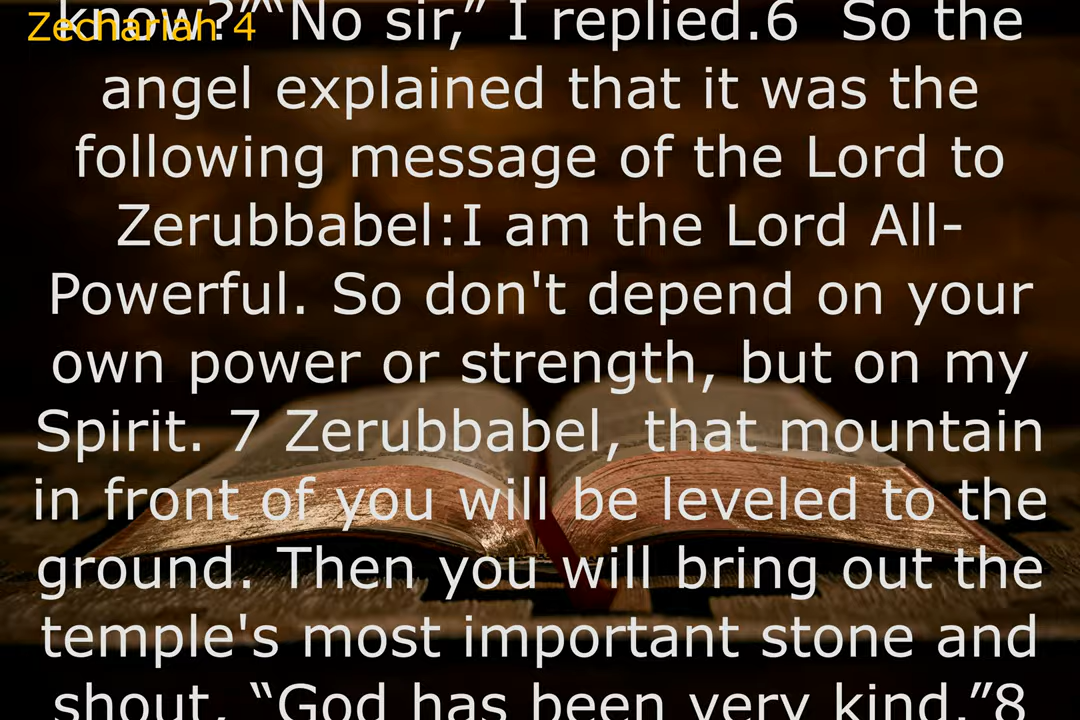 Zechariah 4
know?”“No sir,” I replied.6  So the
angel explained that it was the
following message of the Lord to
Zerubbabel:I am the Lord All-
Powerful. So don't depend on your
own power or strength, but on my
Spirit. 7 Zerubbabel, that mountain
in front of you will be leveled to the
ground. Then you will bring out the
temple's most important stone and
shout, “God has been very kind.”8